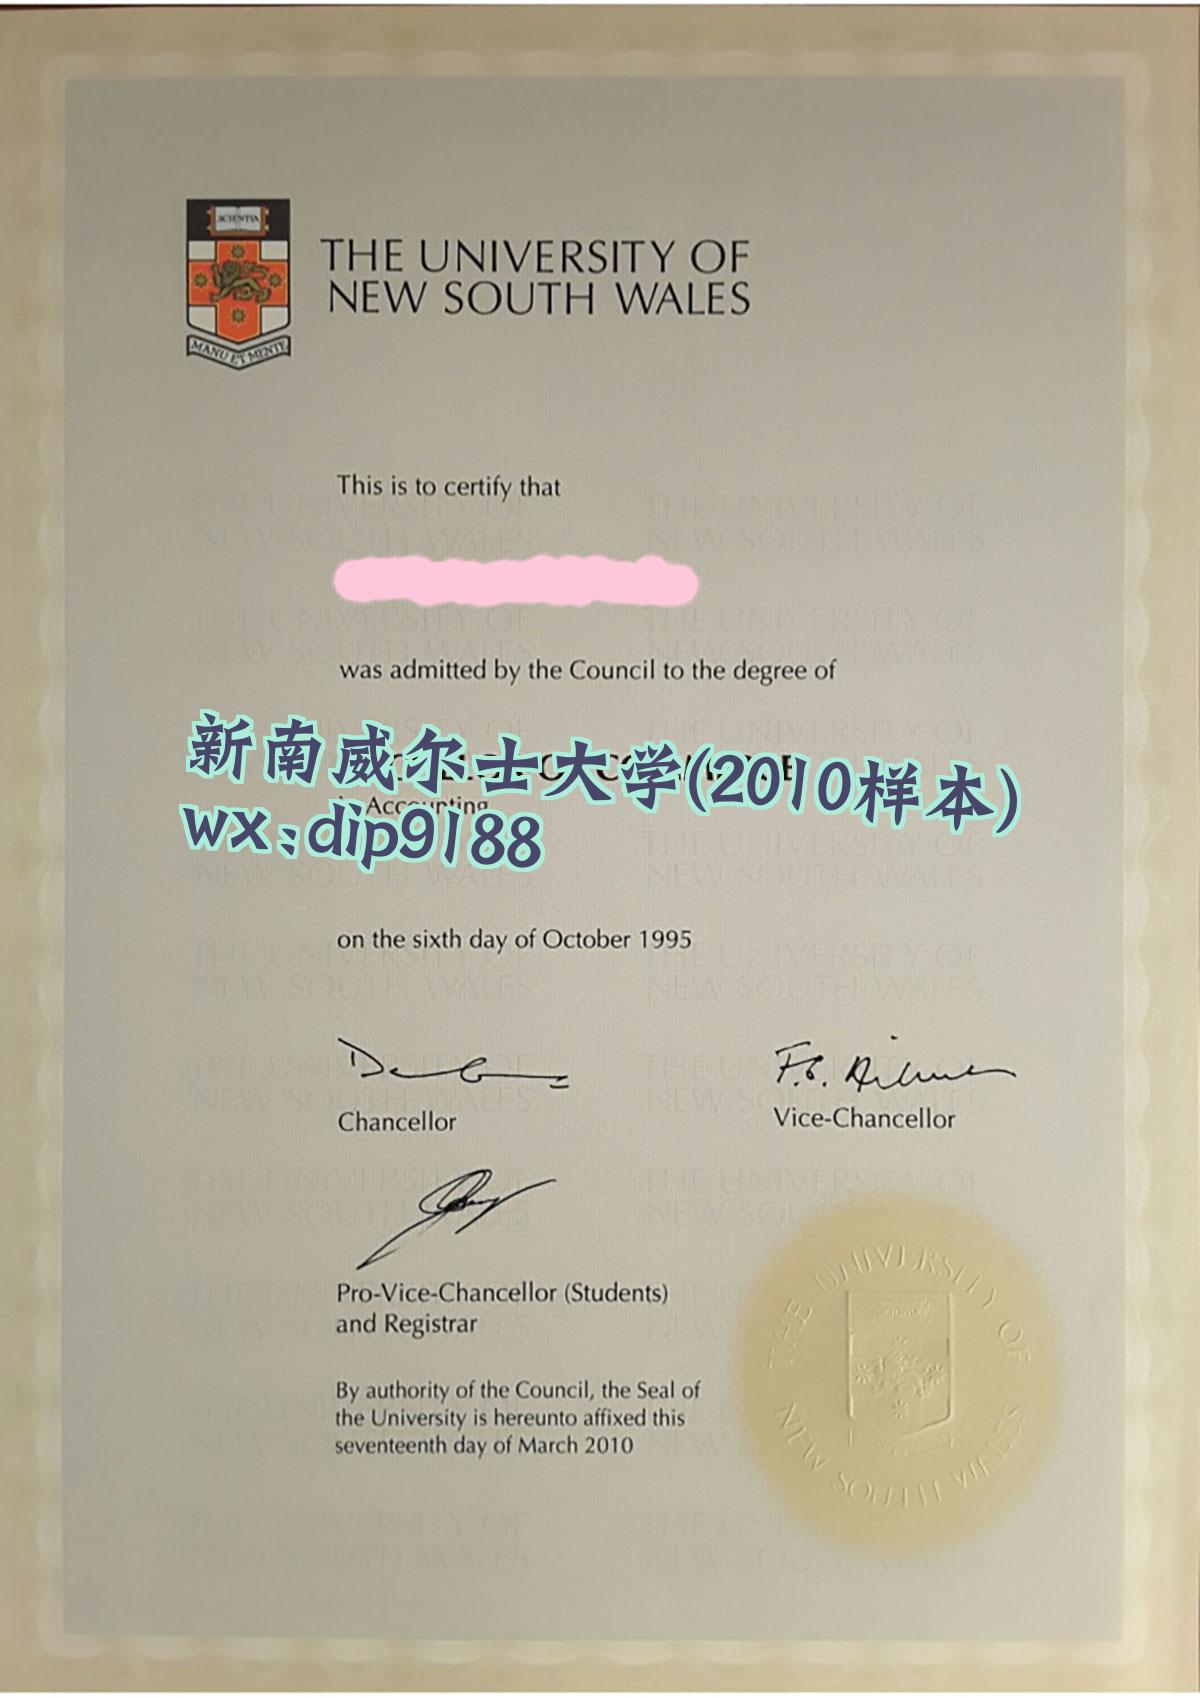 SCIENTIA
MANU ET MENTE
THE UNIVERSITY OF
NEW SOUTH WALES
This is to certify that
was admitted by the Council to the degree of
新南威尔士大学(2010样本)
in Accounting
wx:dip9188
on the sixth day of October 1995
Chancellor
Vice-Chancellor
Pro-Vice-Chancellor (Students)
and Registrar
By authority of the Council, the Seal of
the University is hereunto affixed this
seventeenth day of March 2010
THE UNIVERSITY OF
NEW SOUTH WALES